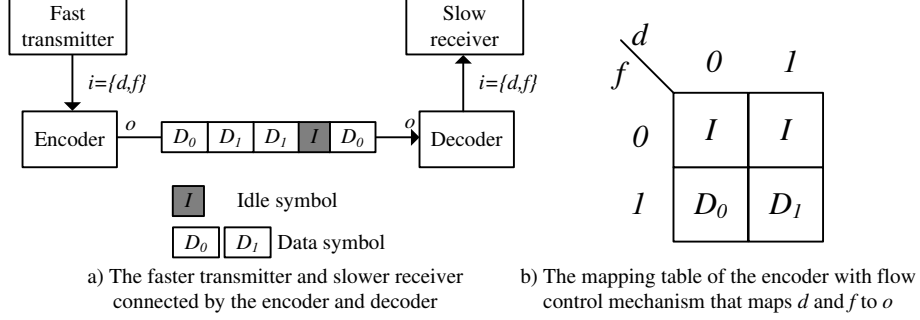 Fast
transmitter
Slow
receiver
i={d,f}
i={d,f}
Encoder
o
D₀ D₁ D₁ I D₀
o
Decoder
I Idle symbol
D₀ D₁ Data symbol
a) The faster transmitter and slower receiver
connected by the encoder and decoder
d
f
0 1
0 I I
1 D₀ D₁
b) The mapping table of the encoder with flow
control mechanism that maps d and f to o